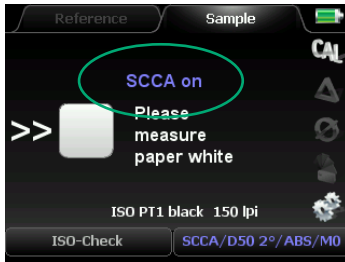 Reference
Sample
CAL
SCCA on
>>
Please
measure
paper white
ISO PT1 black 150 lpi
ISO-Check
SCCA/D50 2°/ABS/M0